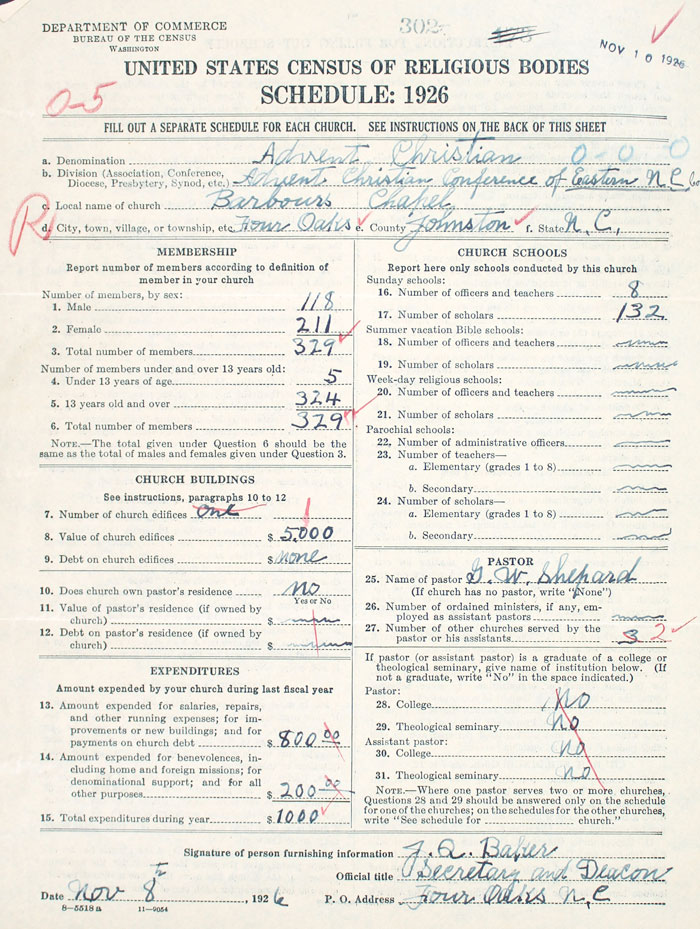 DEPARTMENT OF COMMERCE
BUREAU OF THE CENSUS
WASHINGTON
302
NOV 10 1926
UNITED STATES CENSUS OF RELIGIOUS BODIES
SCHEDULE: 1926
0-5
FILL OUT A SEPARATE SCHEDULE FOR EACH CHURCH. SEE INSTRUCTIONS ON THE BACK OF THIS SHEET
a. Denomination Advent Christian 0-0-0
b. Division (Association, Conference, Diocese, Presbytery, Synod, etc.) Advent Christian Conference of Eastern N.C.
c. Local name of church Barbours Chapel
R
d. City, town, village, or township, etc. Four Oaks e. County Johnston f. State N.C.
MEMBERSHIP
Report number of members according to definition of
member in your church
Number of members, by sex:
1. Male 118
2. Female 211
3. Total number of members 329
Number of members under and over 13 years old:
4. Under 13 years of age 5
5. 13 years old and over 324
6. Total number of members 329
NOTE.—The total given under Question 6 should be
same as the total of males and females given under Question 3.
CHURCH BUILDINGS
See instructions, paragraphs 10 to 12
7. Number of church edifices One 1
8. Value of church edifices $ 5,000
9. Debt on church edifices $ none
10. Does church own pastor's residence no
Yes or No
11. Value of pastor's residence (if owned by
church) $
12. Debt on pastor's residence (if owned by
church) $
EXPENDITURES
Amount expended by your church during last fiscal year
13. Amount expended for salaries, repairs,
and other running expenses; for im-
provements or new buildings; and for
payments on church debt $ 800.00
14. Amount expended for benevolences, in-
cluding home and foreign missions; for
denominational support; and for all
other purposes $ 200.00
15. Total expenditures during year $ 1000
CHURCH SCHOOLS
Report here only schools conducted by this church
Sunday schools:
16. Number of officers and teachers 8
17. Number of scholars 132
Summer vacation Bible schools:
18. Number of officers and teachers
19. Number of scholars
Week-day religious schools:
20. Number of officers and teachers
21. Number of scholars
Parochial schools:
22. Number of administrative officers
23. Number of teachers—
a. Elementary (grades 1 to 8)
b. Secondary
24. Number of scholars—
a. Elementary (grades 1 to 8)
b. Secondary
PASTOR
25. Name of pastor G. W. Shepard
(If church has no pastor, write "None")
26. Number of ordained ministers, if any, em-
ployed as assistant pastors
27. Number of other churches served by the
pastor or his assistants 3 2
If pastor (or assistant pastor) is a graduate of a college or
theological seminary, give name of institution below. (If
not a graduate, write "No" in the space indicated.)
Pastor:
28. College No
29. Theological seminary No
Assistant pastor:
30. College No
31. Theological seminary No
NOTE.—Where one pastor serves two or more churches,
Questions 28 and 29 should be answered only on the schedule
for one of the churches; on the schedules for the other churches,
write "See schedule for church."
Signature of person furnishing information J. Q. Baker
Official title Secretary and Deacon
Date Nov 8 1926 P. O. Address Four Oaks N.C
8-5518 a 11-9054